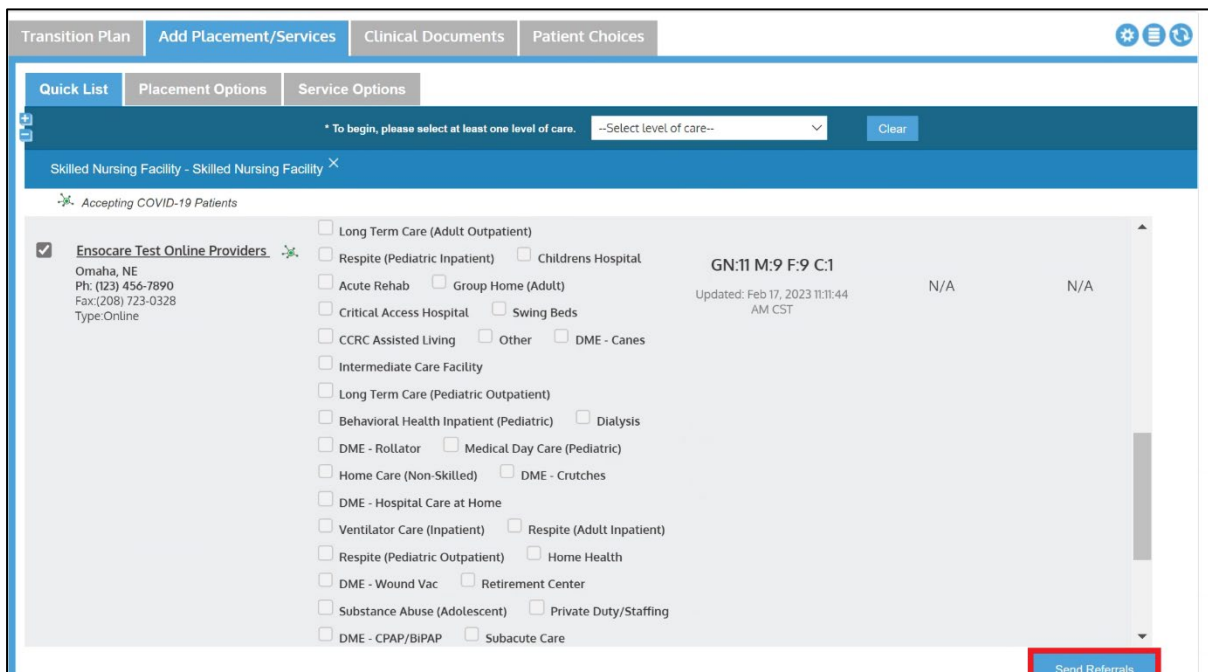 Transition Plan Add Placement/Services Clinical Documents Patient Choices
Quick List Placement Options Service Options
* To begin, please select at least one level of care. --Select level of care-- Clear
Skilled Nursing Facility - Skilled Nursing Facility ×
Accepting COVID-19 Patients
Ensocare Test Online Providers
Omaha, NE
Ph: (123) 456-7890
Fax:(208) 723-0328
Type:Online
Long Term Care (Adult Outpatient)
Respite (Pediatric Inpatient) Childrens Hospital
Acute Rehab Group Home (Adult)
Critical Access Hospital Swing Beds
CCRC Assisted Living Other DME - Canes
Intermediate Care Facility
Long Term Care (Pediatric Outpatient)
Behavioral Health Inpatient (Pediatric) Dialysis
DME - Rollator Medical Day Care (Pediatric)
Home Care (Non-Skilled) DME - Crutches
DME - Hospital Care at Home
Ventilator Care (Inpatient) Respite (Adult Inpatient)
Respite (Pediatric Outpatient) Home Health
DME - Wound Vac Retirement Center
Substance Abuse (Adolescent) Private Duty/Staffing
DME - CPAP/BiPAP Subacute Care
GN:11 M:9 F:9 C:1
Updated: Feb 17, 2023 11:11:44
AM CST
N/A
N/A
Send Referrals